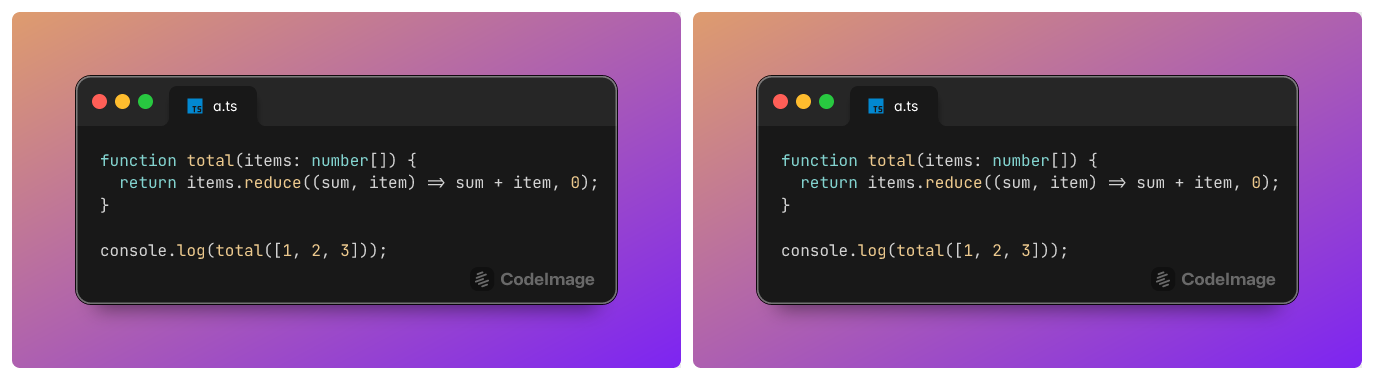 TS a.ts
function total(items: number[]) {
  return items.reduce((sum, item) => sum + item, 0);
}

console.log(total([1, 2, 3]));
CodeImage
TS a.ts
function total(items: number[]) {
  return items.reduce((sum, item) => sum + item, 0);
}

console.log(total([1, 2, 3]));
CodeImage